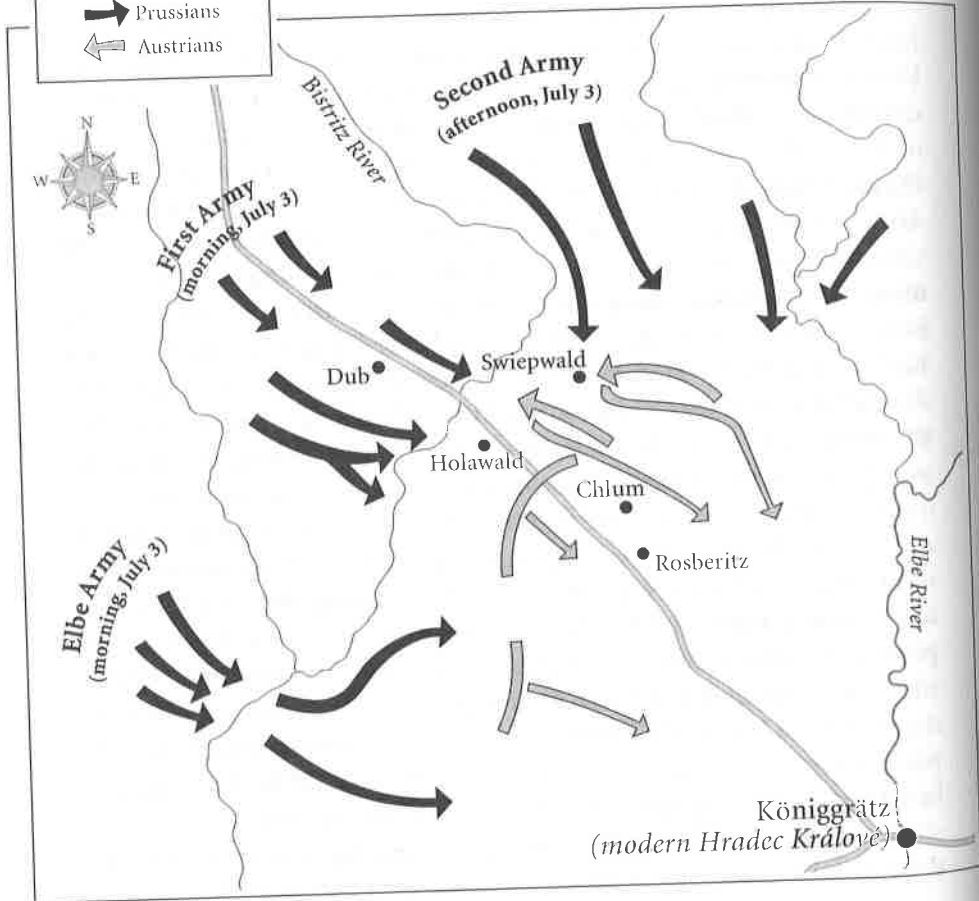 Prussians
Austrians
N
W
E
S
Bistritz River
Second Army
(afternoon, July 3)
First Army
(morning, July 3)
Swiepwald
Dub
Holawald
Chlum
Rosberitz
Elbe Army
(morning, July 3)
Elbe River
Königgrätz
(modern Hradec Králové)